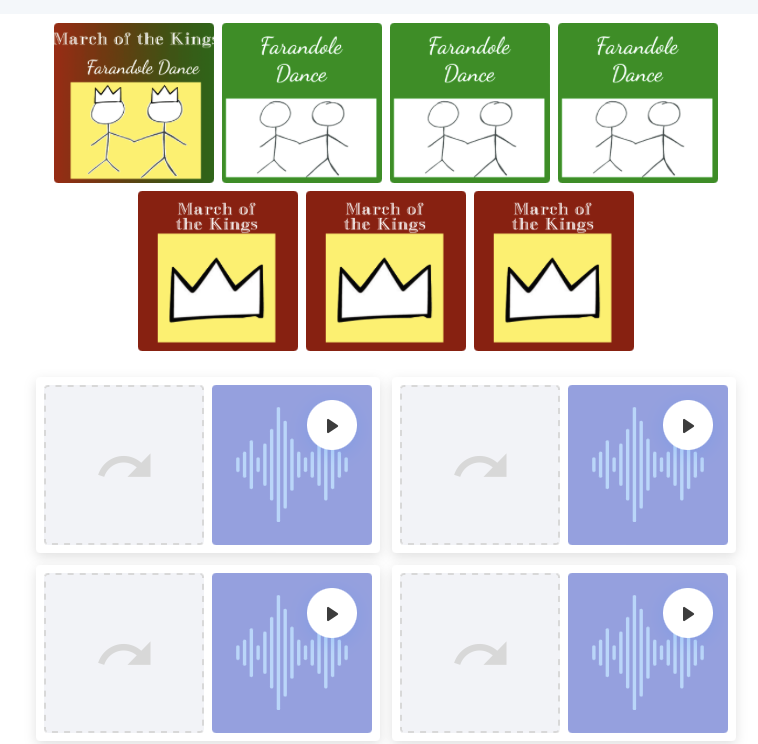 March of the Kings
Farandole Dance
Farandole
Dance
Farandole
Dance
Farandole
Dance
March of
the Kings
March of
the Kings
March of
the Kings